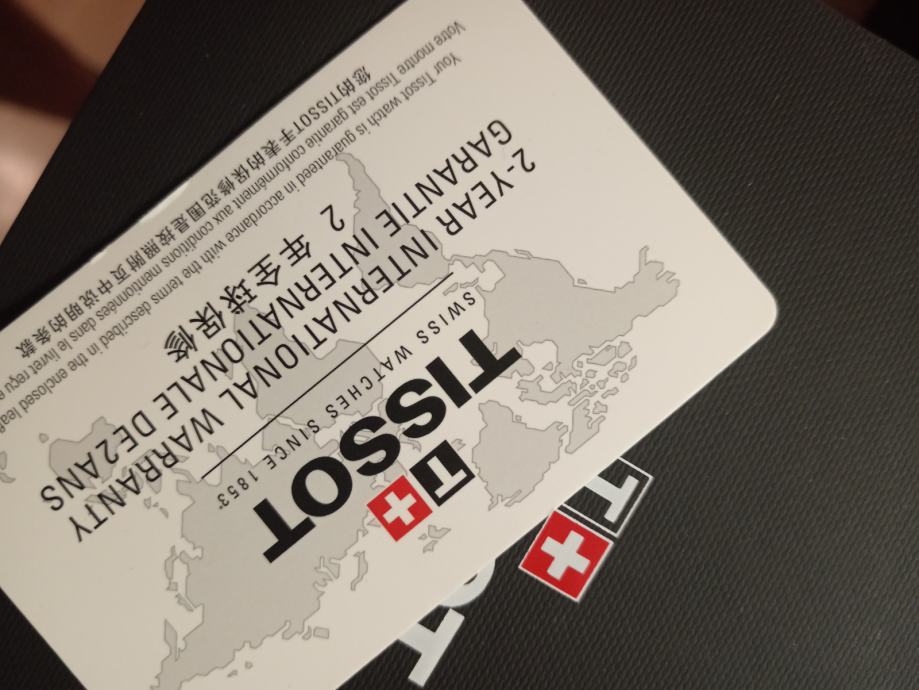 T
TISSOT
SWISS WATCHES SINCE 1853
2-YEAR INTERNATIONAL WARRANTY
GARANTIE INTERNATIONALE DE2ANS
2 年全球保修
Your Tissot watch is guaranteed in accordance with the terms described in the enclosed
Votre montre Tissot est garantie conformément aux conditions mentionnées dans le livret reçu
您的TISSOT手表的保修范围是按照附页中说明的条款
T
OT